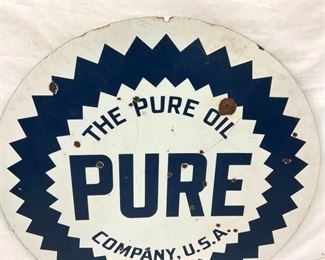 THE PURE OIL
PURE
COMPANY, U.S.A.